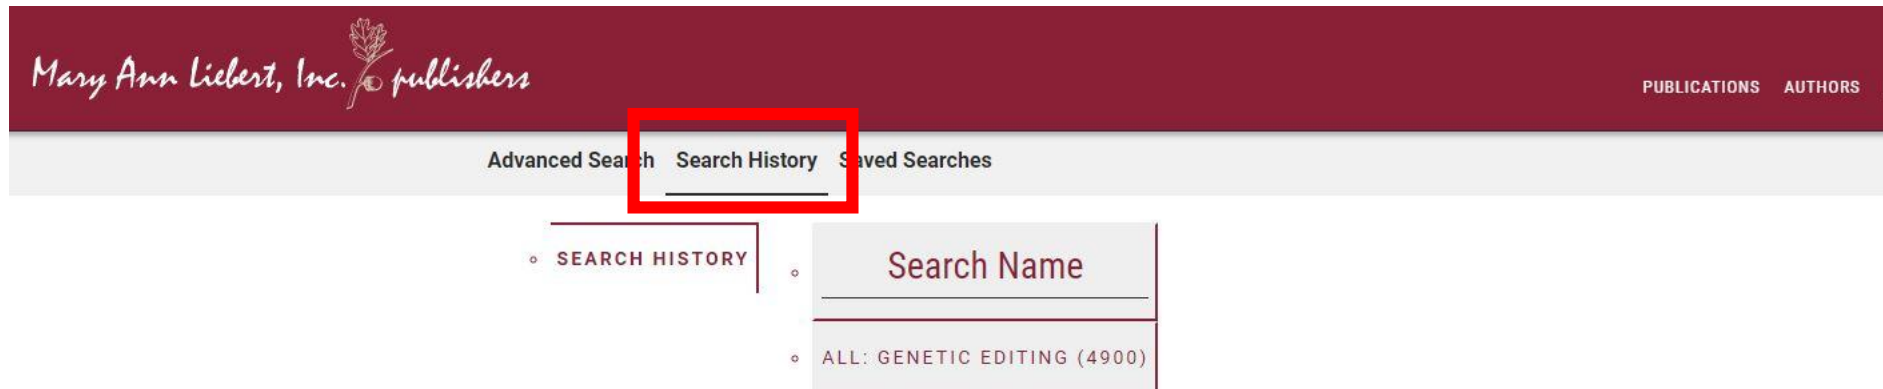 Mary Ann Liebert, Inc. publishers
PUBLICATIONS AUTHORS
Advanced Search Search History Saved Searches
SEARCH HISTORY
Search Name
ALL: GENETIC EDITING (4900)